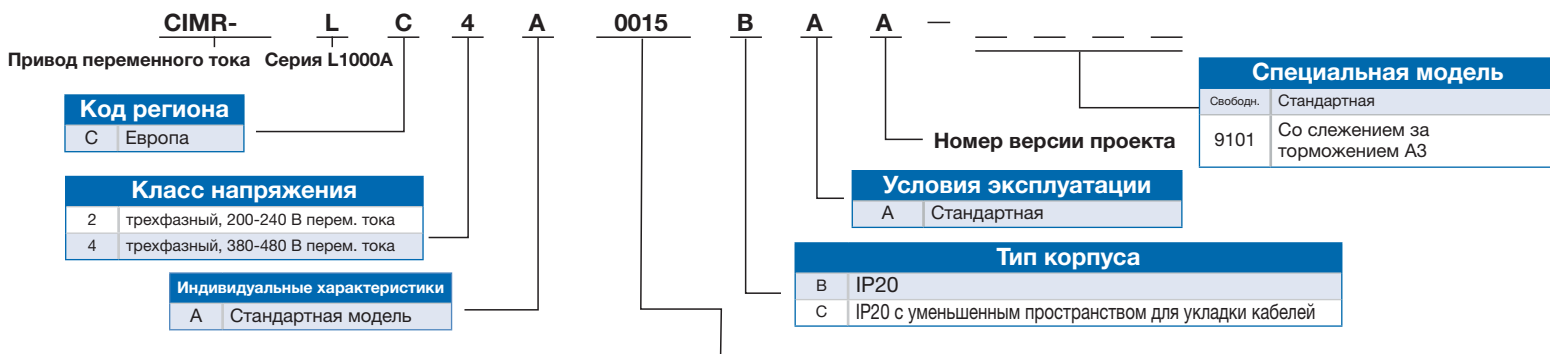 CIMR- L C 4 A 0015 B A A — _ _ _ _
Привод переменного тока Серия L1000A
Специальная модель
Свободн. Стандартная
9101 Со слежением за
торможением А3
Код региона
C Европа
Номер версии проекта
Класс напряжения
2 трехфазный, 200-240 В перем. тока
4 трехфазный, 380-480 В перем. тока
Условия эксплуатации
A Стандартная
Индивидуальные характеристики
A Стандартная модель
Тип корпуса
B IP20
C IP20 с уменьшенным пространством для укладки кабелей